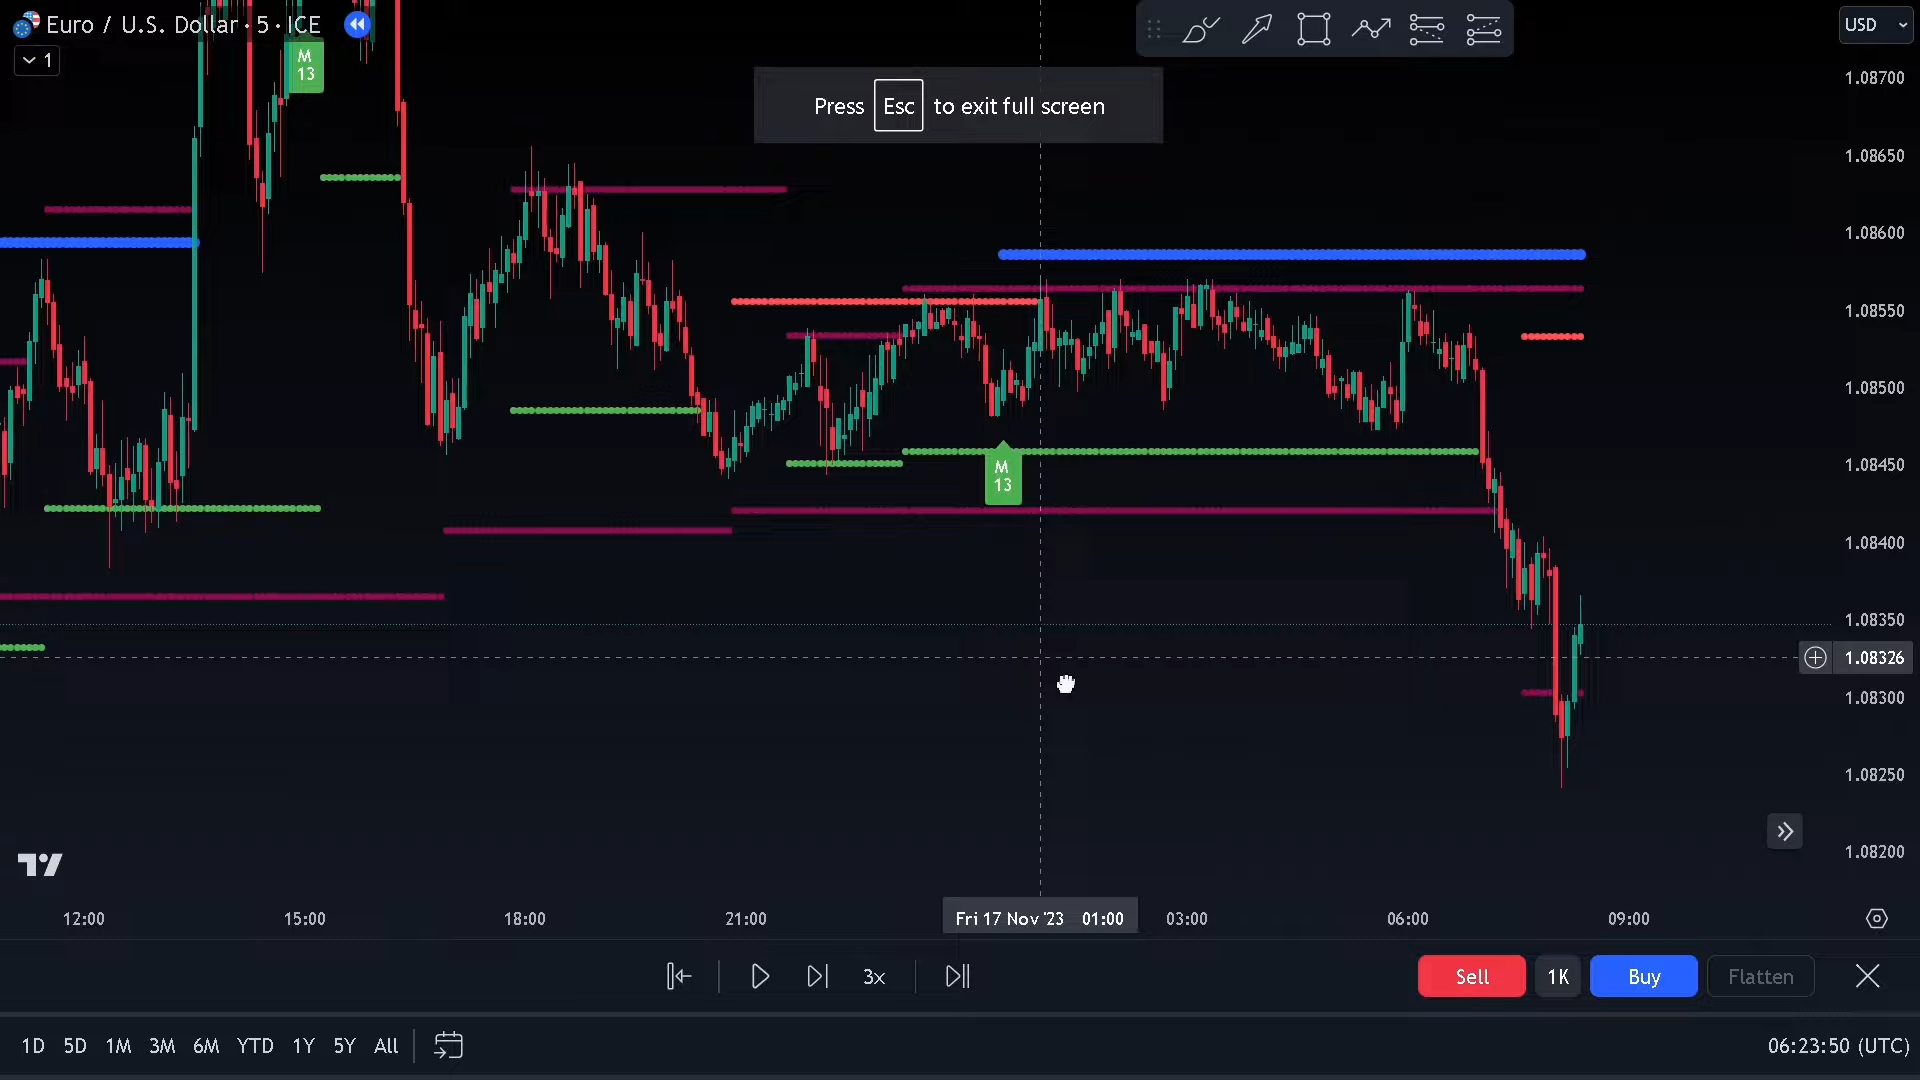 Euro / U.S. Dollar · 5 · ICE
USD
1
M
13
Press Esc to exit full screen
1.08700
1.08650
1.08600
1.08550
1.08500
1.08450
M
13
1.08400
1.08350
1.08326
1.08300
1.08250
1.08200
12:00
15:00
18:00
21:00
Fri 17 Nov '23 01:00
03:00
06:00
09:00
3x
Sell
1K
Buy
Flatten
1D 5D 1M 3M 6M YTD 1Y 5Y All
06:23:50 (UTC)